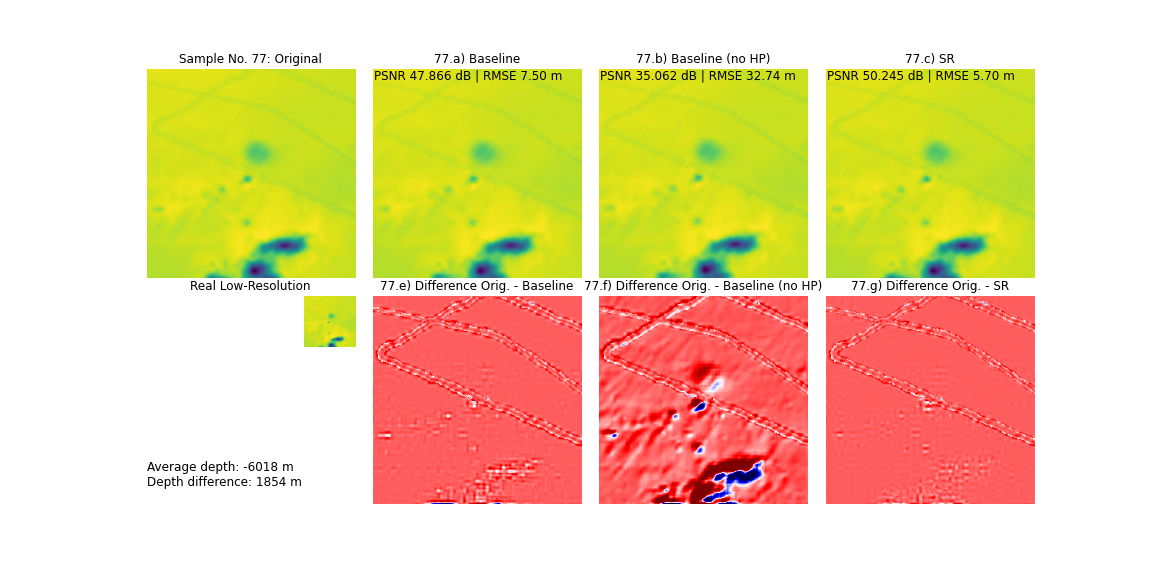 Sample No. 77: Original
77.a) Baseline
77.b) Baseline (no HP)
77.c) SR
PSNR 47.866 dB | RMSE 7.50 m
PSNR 35.062 dB | RMSE 32.74 m
PSNR 50.245 dB | RMSE 5.70 m
Real Low-Resolution
77.e) Difference Orig. - Baseline
77.f) Difference Orig. - Baseline (no HP)
77.g) Difference Orig. - SR
Average depth: -6018 m
Depth difference: 1854 m